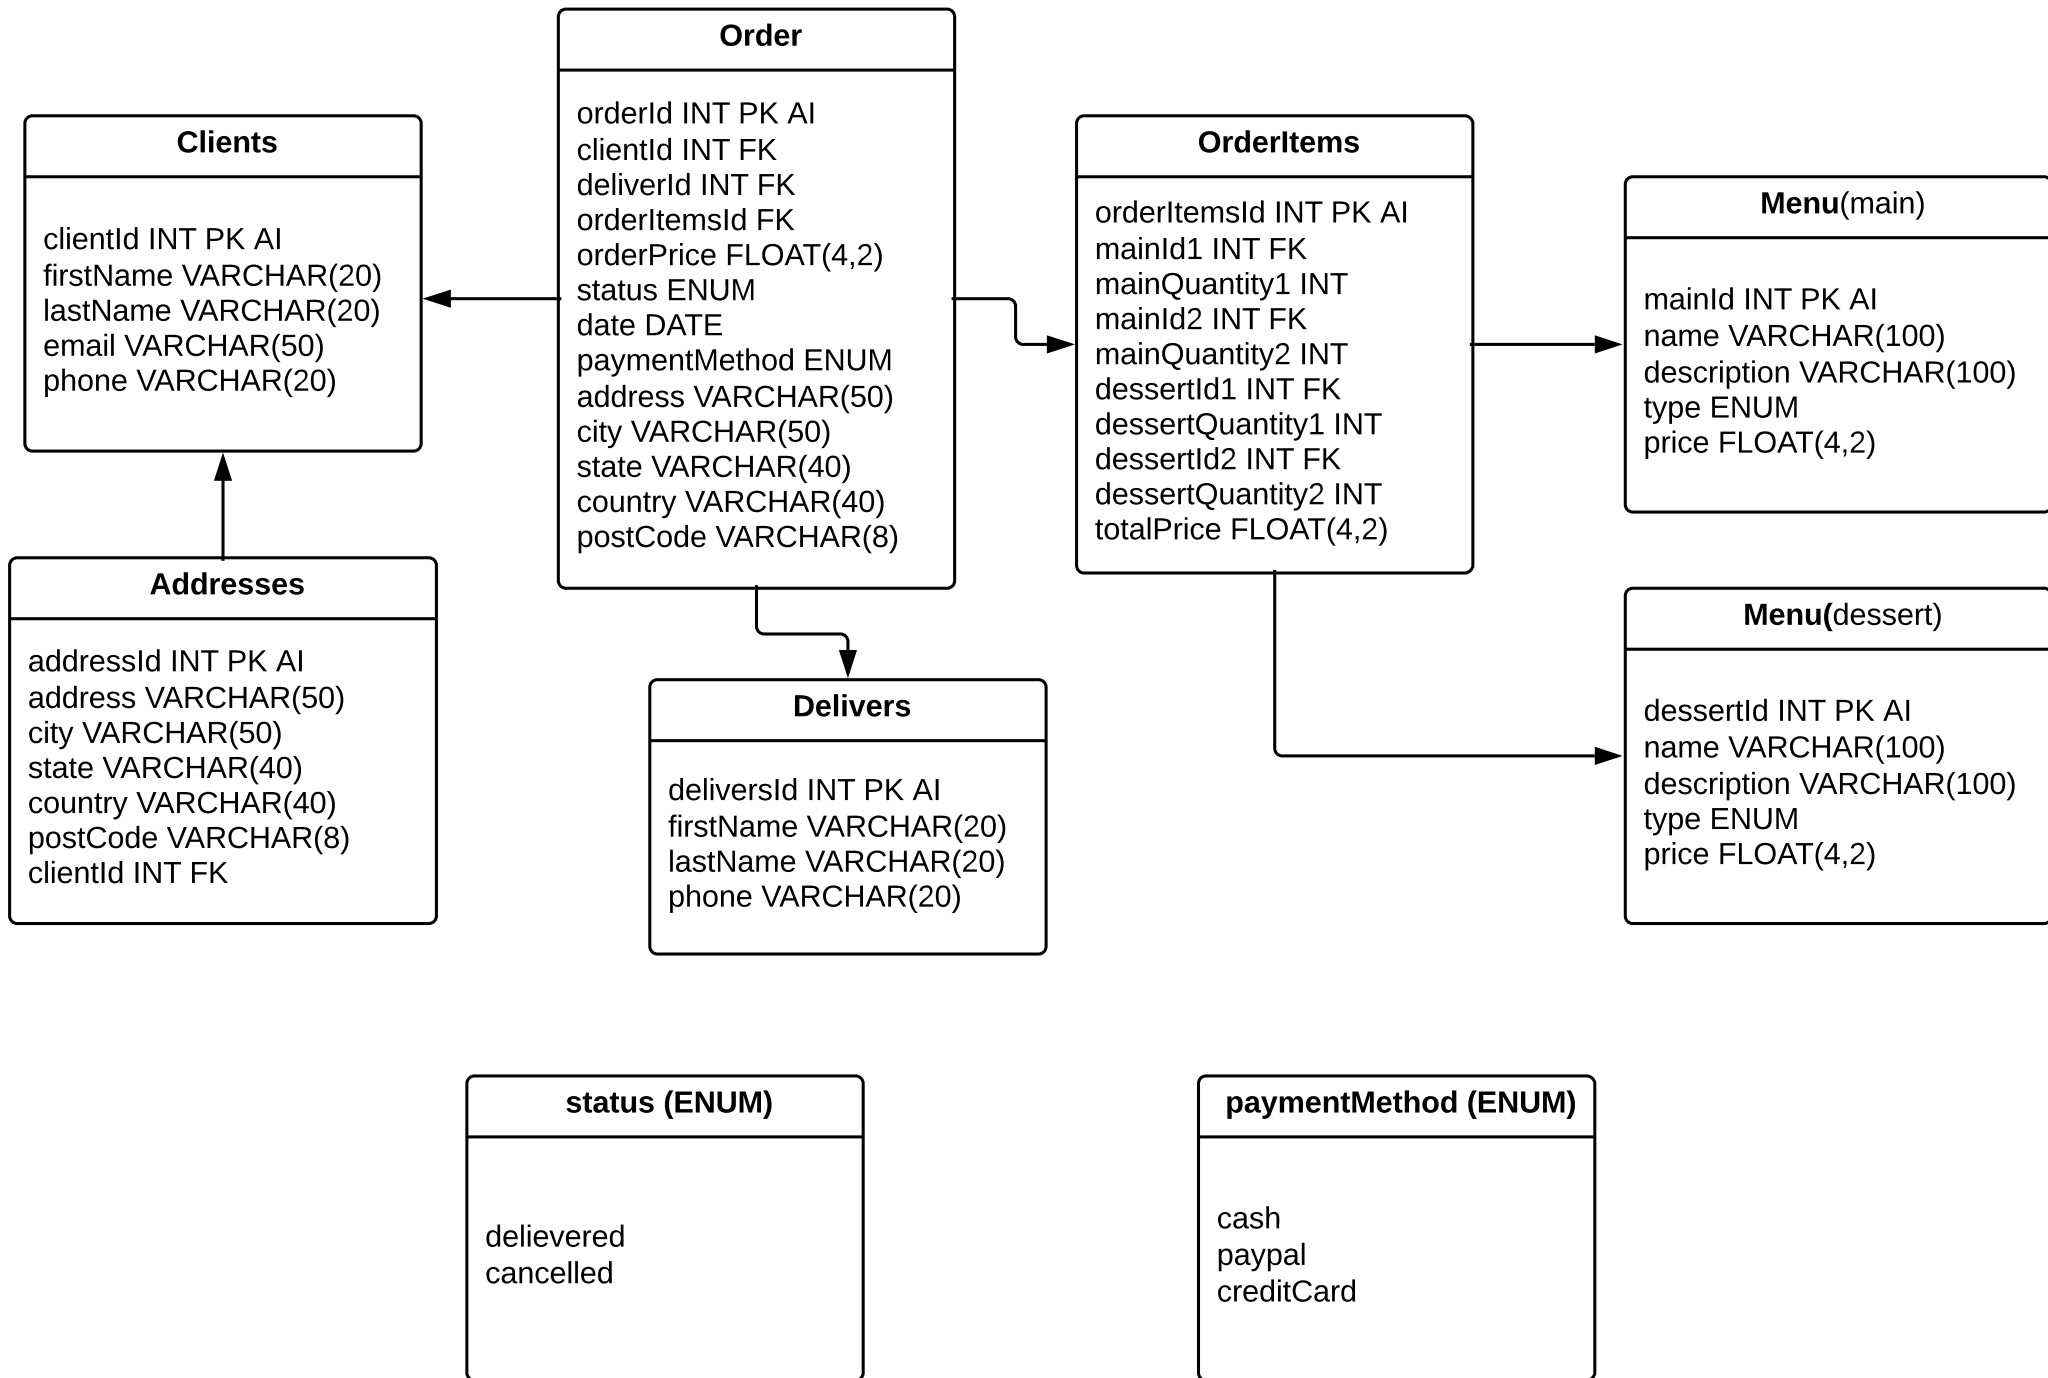 Order
orderId INT PK AI
clientId INT FK
deliverId INT FK
orderItemsId FK
orderPrice FLOAT(4,2)
status ENUM
date DATE
paymentMethod ENUM
address VARCHAR(50)
city VARCHAR(50)
state VARCHAR(40)
country VARCHAR(40)
postCode VARCHAR(8)
Clients
clientId INT PK AI
firstName VARCHAR(20)
lastName VARCHAR(20)
email VARCHAR(50)
phone VARCHAR(20)
OrderItems
orderItemsId INT PK AI
mainId1 INT FK
mainQuantity1 INT
mainId2 INT FK
mainQuantity2 INT
dessertId1 INT FK
dessertQuantity1 INT
dessertId2 INT FK
dessertQuantity2 INT
totalPrice FLOAT(4,2)
Menu(main)
mainId INT PK AI
name VARCHAR(100)
description VARCHAR(100)
type ENUM
price FLOAT(4,2)
Addresses
addressId INT PK AI
address VARCHAR(50)
city VARCHAR(50)
state VARCHAR(40)
country VARCHAR(40)
postCode VARCHAR(8)
clientId INT FK
Delivers
deliversId INT PK AI
firstName VARCHAR(20)
lastName VARCHAR(20)
phone VARCHAR(20)
Menu(dessert)
dessertId INT PK AI
name VARCHAR(100)
description VARCHAR(100)
type ENUM
price FLOAT(4,2)
status (ENUM)
delievered
cancelled
paymentMethod (ENUM)
cash
paypal
creditCard